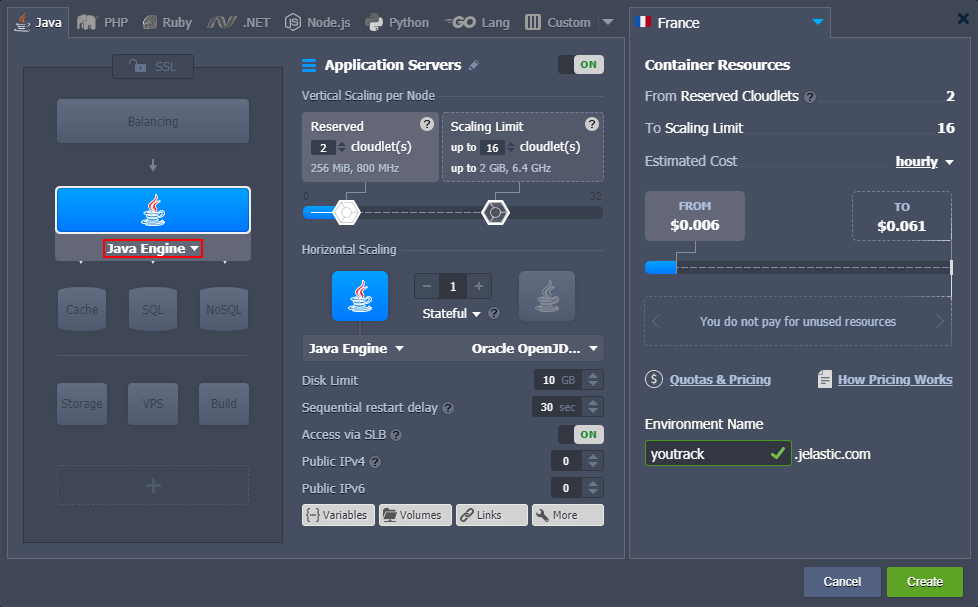 Java
PHP
Ruby
.NET
Node.js
Python
GO Lang
Custom
France
SSL
Balancing
Java Engine
Cache
SQL
NoSQL
Storage
VPS
Build
Application Servers
ON
Vertical Scaling per Node
Reserved ?
2 cloudlet(s)
256 MiB, 800 MHz
Scaling Limit ?
up to 16 cloudlet(s)
up to 2 GiB, 6.4 GHz
0 32
Horizontal Scaling
− 1 +
Stateful ?
Java Engine Oracle OpenJD...
Disk Limit 10 GB
Sequential restart delay ? 30 sec
Access via SLB ? ON
Public IPv4 ? 0
Public IPv6 0
Variables Volumes Links More
Container Resources
From Reserved Cloudlets ? 2
To Scaling Limit 16
Estimated Cost hourly
FROM
$0.006
TO
$0.061
You do not pay for unused resources
$ Quotas & Pricing How Pricing Works
Environment Name
youtrack .jelastic.com
Cancel Create